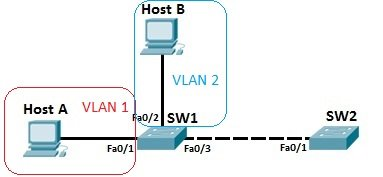 Host B
VLAN 2
Host A
VLAN 1
Fa0/2
SW1
SW2
Fa0/1
Fa0/3
Fa0/1